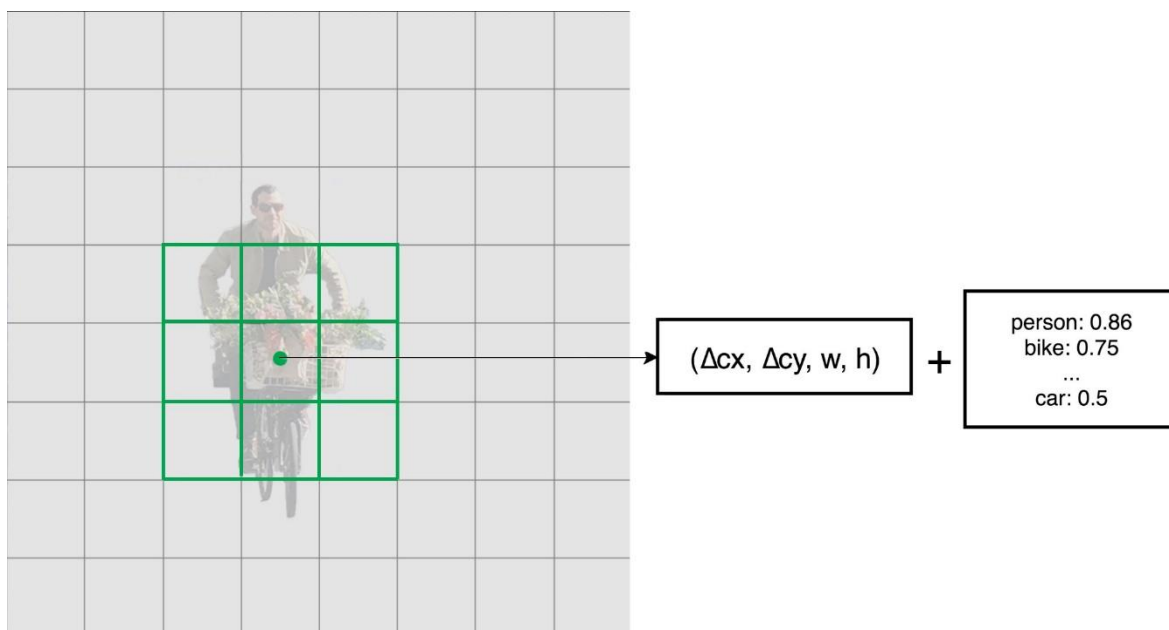 (Δcx, Δcy, w, h)
+
person: 0.86
bike: 0.75
...
car: 0.5